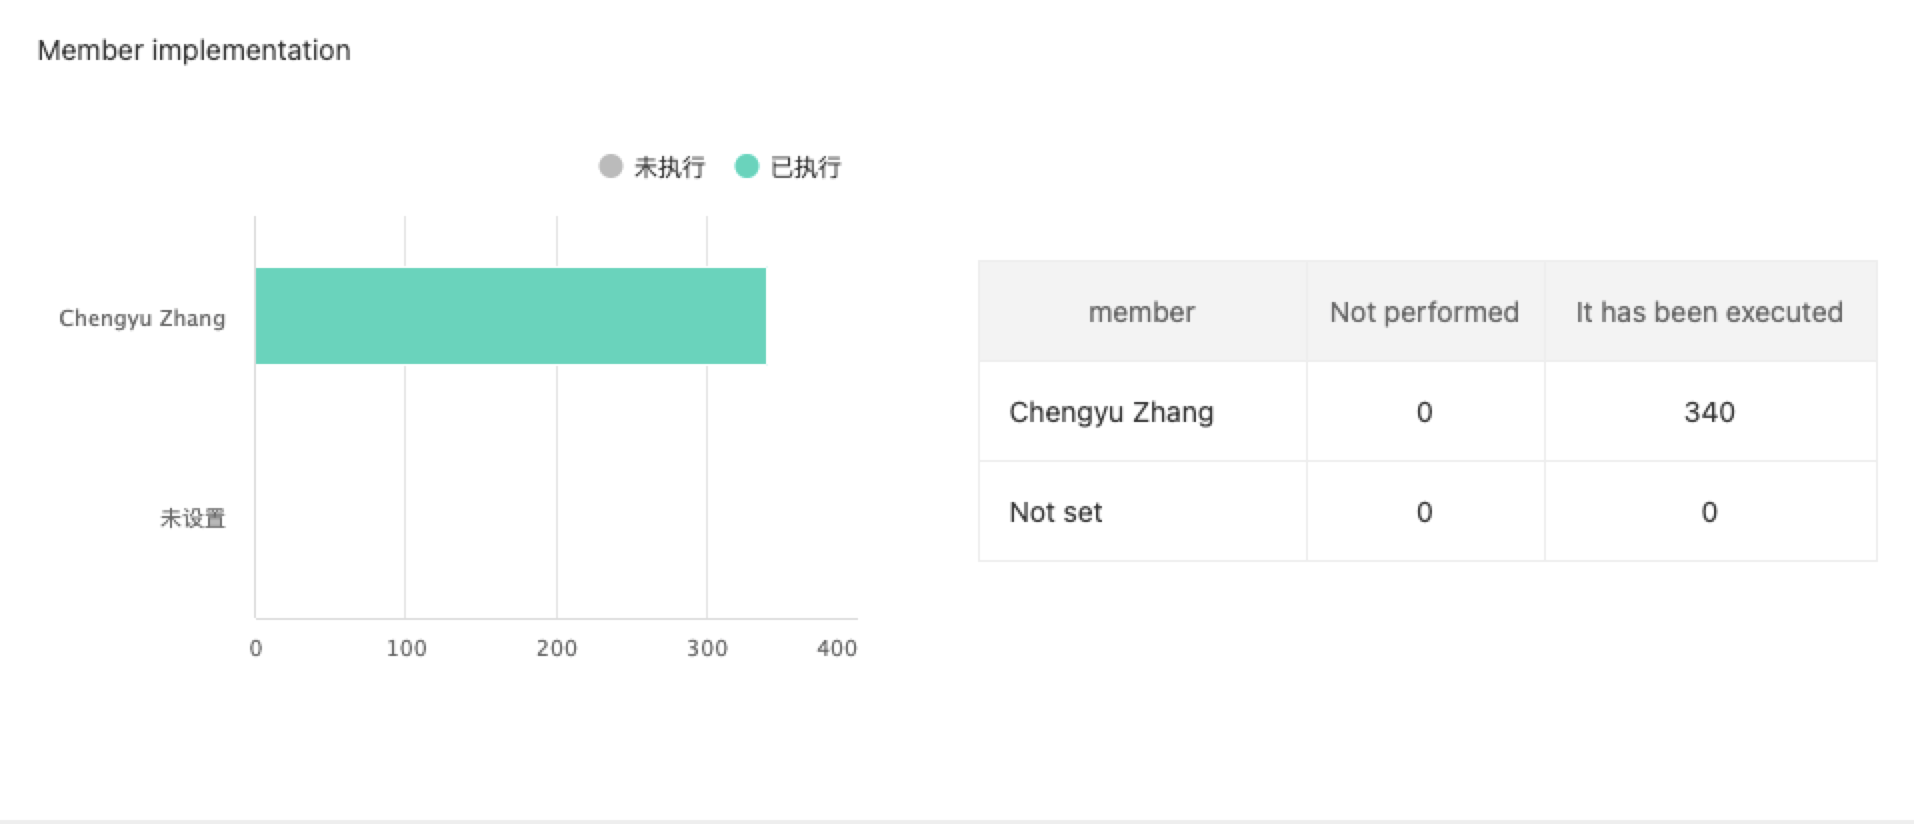 Member implementation
未执行 已执行
Chengyu Zhang
未设置
0 100 200 300 400
member Not performed It has been executed
Chengyu Zhang 0 340
Not set 0 0